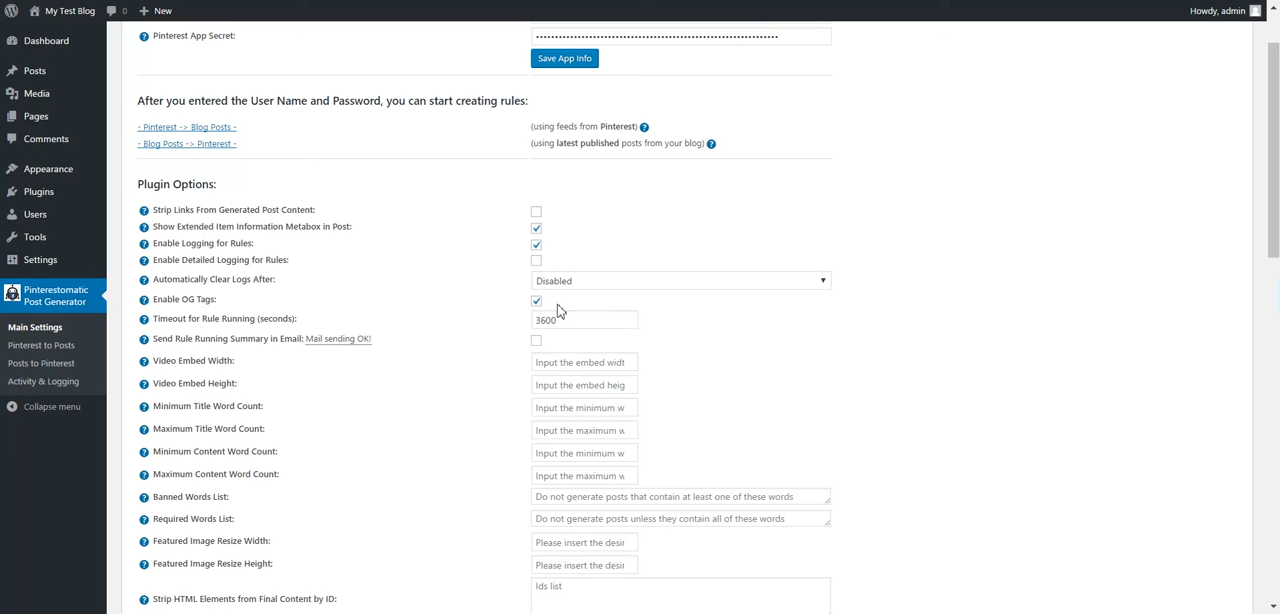 My Test Blog 0 New Howdy, admin
Dashboard
Posts
Media
Pages
Comments
Appearance
Plugins
Users
Tools
Settings
Pinterestomatic
Post Generator
Main Settings
Pinterest to Posts
Posts to Pinterest
Activity & Logging
Collapse menu
Pinterest App Secret:
Save App Info
After you entered the User Name and Password, you can start creating rules:
- Pinterest -> Blog Posts - (using feeds from Pinterest)
- Blog Posts -> Pinterest - (using latest published posts from your blog)
Plugin Options:
Strip Links From Generated Post Content:
Show Extended Item Information Metabox in Post:
Enable Logging for Rules:
Enable Detailed Logging for Rules:
Automatically Clear Logs After: Disabled
Enable OG Tags:
Timeout for Rule Running (seconds): 3600
Send Rule Running Summary in Email: Mail sending OK!
Video Embed Width: Input the embed widt
Video Embed Height: Input the embed heig
Minimum Title Word Count: Input the minimum w
Maximum Title Word Count: Input the maximum w
Minimum Content Word Count: Input the minimum w
Maximum Content Word Count: Input the maximum w
Banned Words List: Do not generate posts that contain at least one of these words
Required Words List: Do not generate posts unless they contain all of these words
Featured Image Resize Width: Please insert the desir
Featured Image Resize Height: Please insert the desir
Strip HTML Elements from Final Content by ID: Ids list